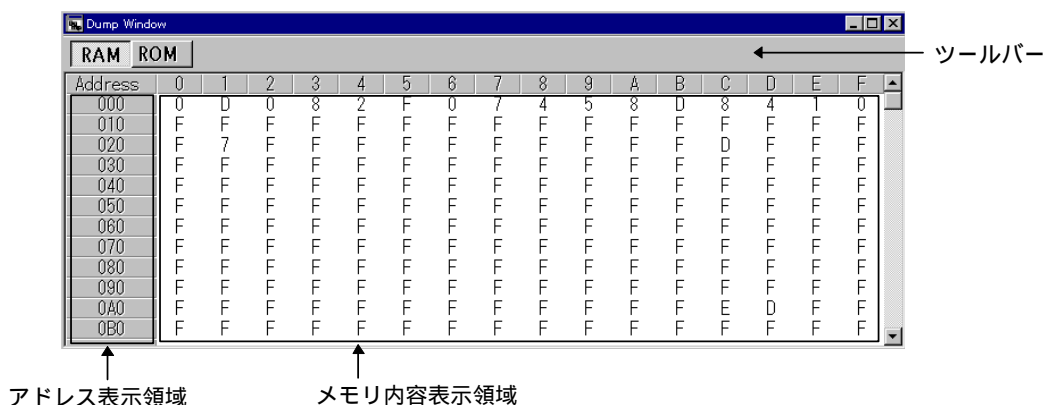 Dump Window
RAM ROM
ツールバー
Address 0 1 2 3 4 5 6 7 8 9 A B C D E F
000 0 D 0 8 2 F 0 7 4 5 8 D 8 4 1 0
010 F F F F F F F F F F F F F F F F
020 F 7 F F F F F F F F F F D F F F
030 F F F F F F F F F F F F F F F F
040 F F F F F F F F F F F F F F F F
050 F F F F F F F F F F F F F F F F
060 F F F F F F F F F F F F F F F F
070 F F F F F F F F F F F F F F F F
080 F F F F F F F F F F F F F F F F
090 F F F F F F F F F F F F F F F F
0A0 F F F F F F F F F F F F E D F F
0B0 F F F F F F F F F F F F F F F F
アドレス表示領域 メモリ内容表示領域